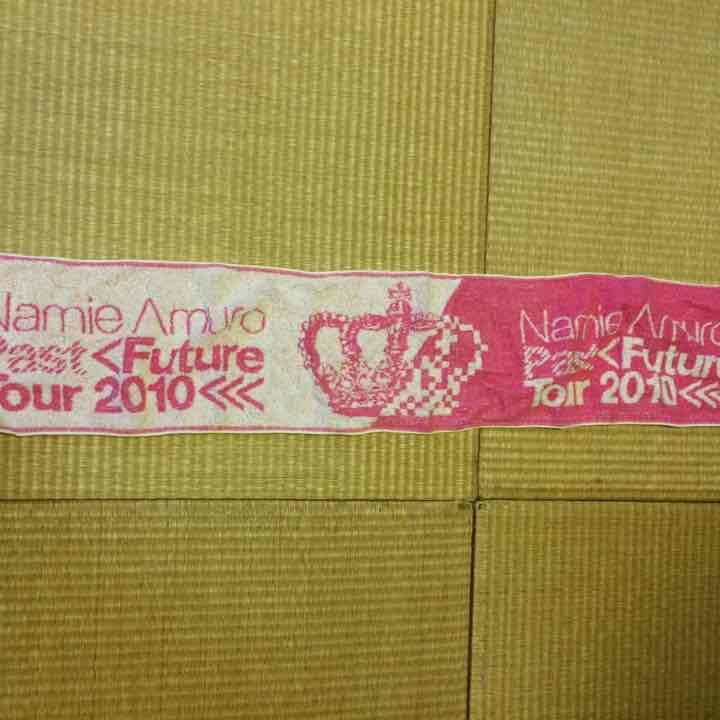 Namie Amuro
Past <Future
Tour 2010 <<<
Namie Amuro
Past <Future
Tour 2010 <<